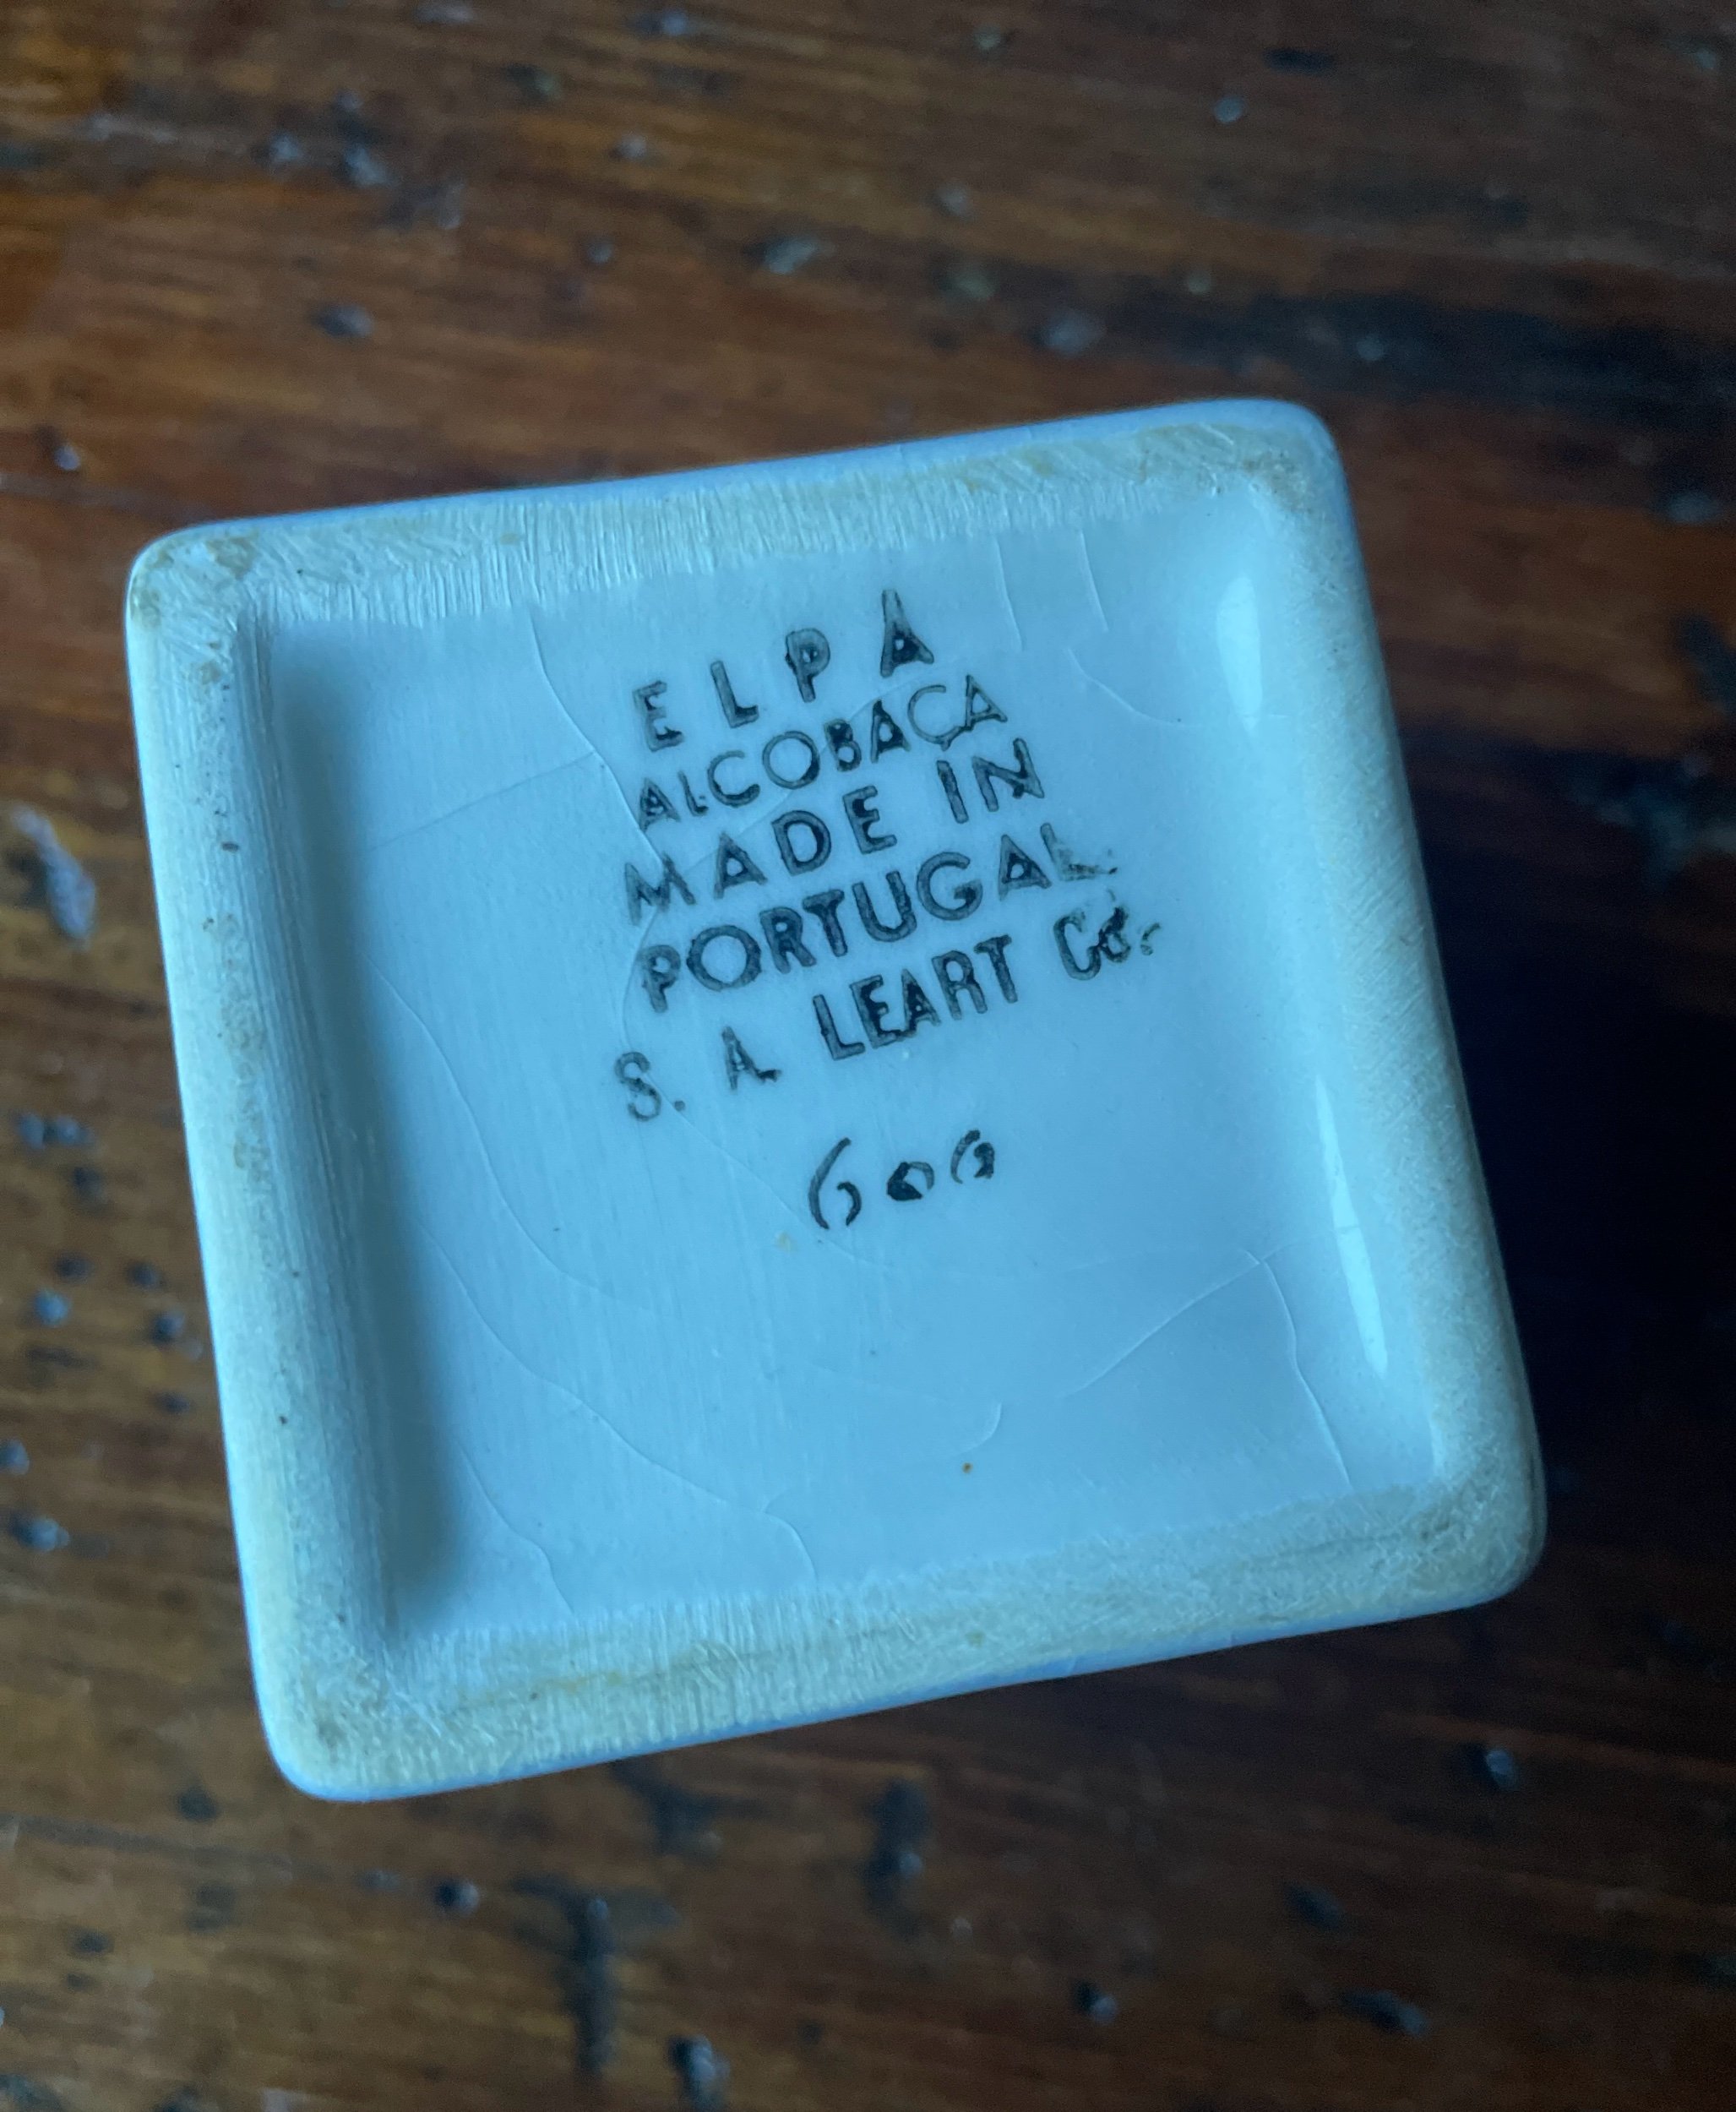 ELPA
ALCOBAÇA
MADE IN
PORTUGAL
S. A. LEART Co.
600